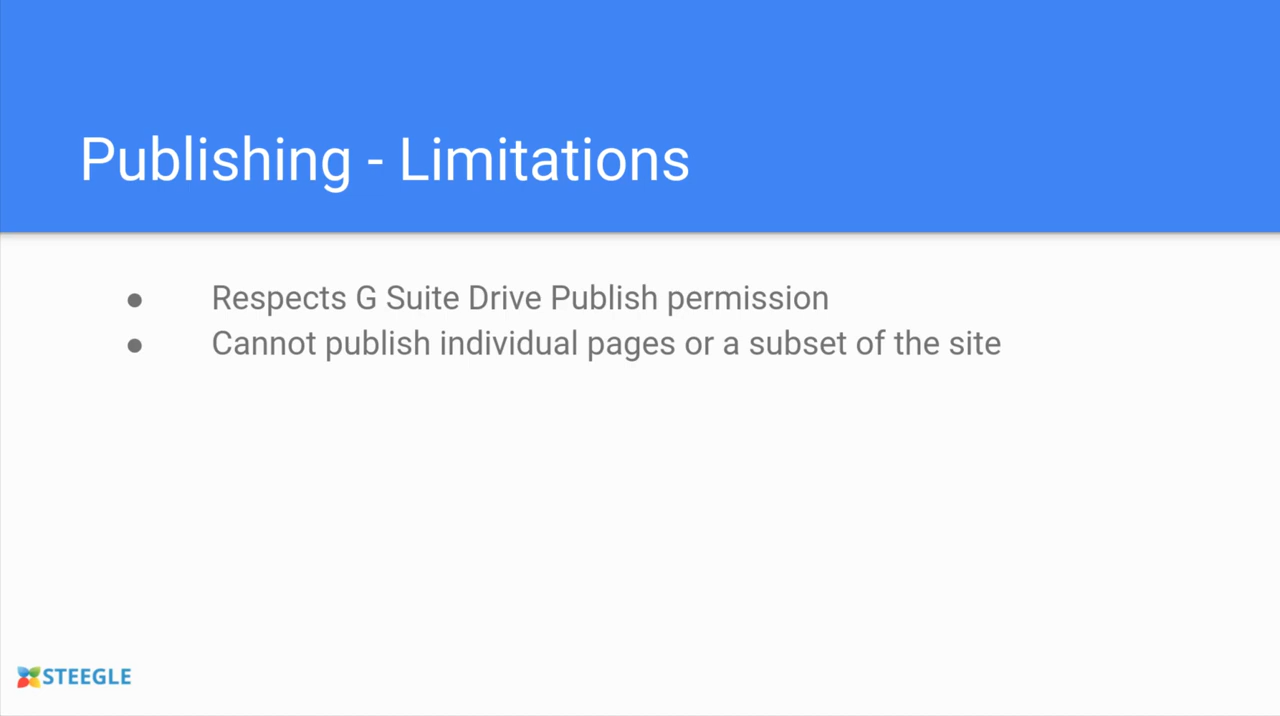 Publishing - Limitations
● Respects G Suite Drive Publish permission
● Cannot publish individual pages or a subset of the site
STEEGLE